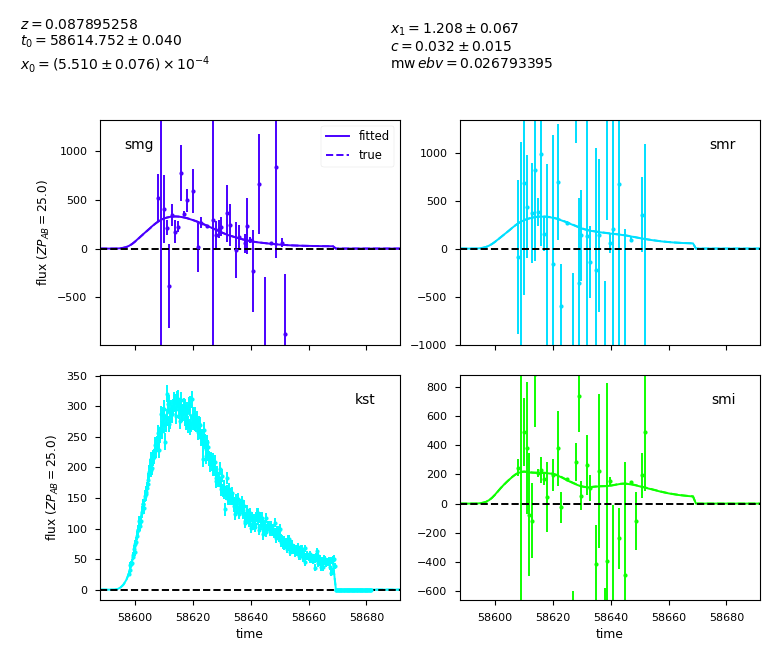 z = 0.087895258
t₀ = 58614.752 ± 0.040
x₀ = (5.510 ± 0.076) × 10⁻⁴
x₁ = 1.208 ± 0.067
c = 0.032 ± 0.015
mw ebv = 0.026793395
smg
fitted
true
1000
500
0
−500
flux (ZP_AB = 25.0)
smr
1000
500
0
−500
−1000
kst
350
300
250
200
150
100
50
0
flux (ZP_AB = 25.0)
58600 58620 58640 58660 58680
time
smi
800
600
400
200
0
−200
−400
−600
58600 58620 58640 58660 58680
time